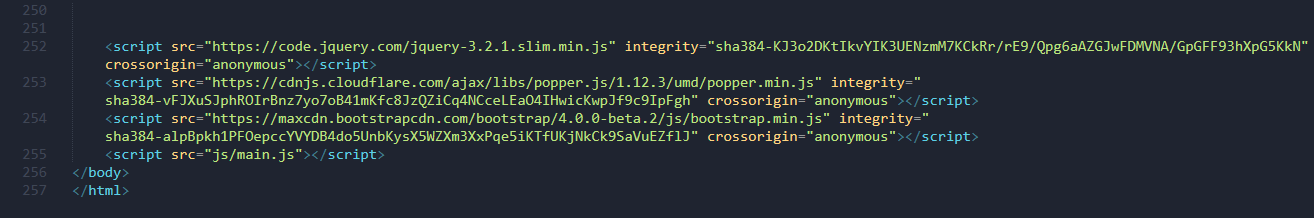 250
251
252 <script src="https://code.jquery.com/jquery-3.2.1.slim.min.js" integrity="sha384-KJ3o2DKtIkvYIK3UENzmM7KCkRr/rE9/Qpg6aAZGJwFDMVNA/GpGFF93hXpG5KkN"
crossorigin="anonymous"></script>
253 <script src="https://cdnjs.cloudflare.com/ajax/libs/popper.js/1.12.3/umd/popper.min.js" integrity="
sha384-vFJXuSJphROIrBnz7yo7oB41mKfc8JzQZiCq4NCceLEaO4IHwicKwpJf9c9IpFgh" crossorigin="anonymous"></script>
254 <script src="https://maxcdn.bootstrapcdn.com/bootstrap/4.0.0-beta.2/js/bootstrap.min.js" integrity="
sha384-alpBpkh1PFOepccYVYDB4do5UnbKysX5WZXm3XxPqe5iKTfUKjNkCk9SaVuEZflJ" crossorigin="anonymous"></script>
255 <script src="js/main.js"></script>
256 </body>
257 </html>